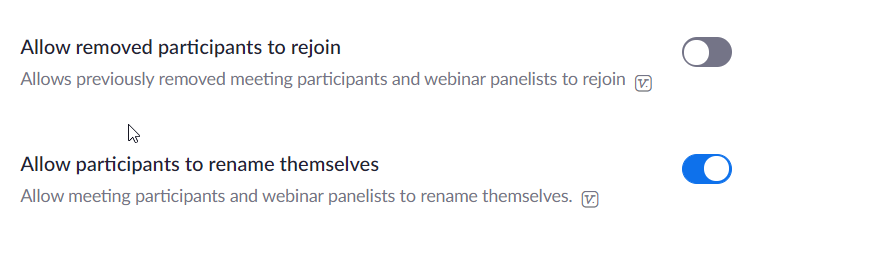 Allow removed participants to rejoin
Allows previously removed meeting participants and webinar panelists to rejoin
Allow participants to rename themselves
Allow meeting participants and webinar panelists to rename themselves.